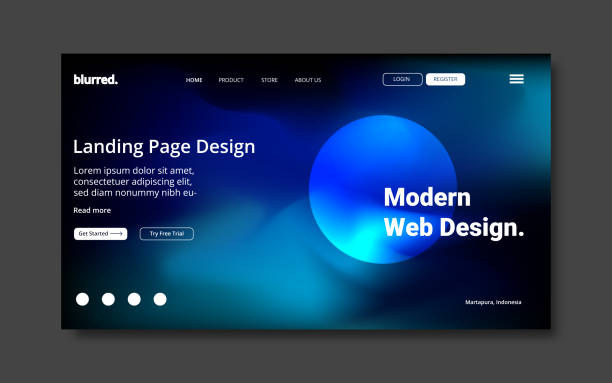 blurred.
HOME PRODUCT STORE ABOUT US LOGIN REGISTER
Landing Page Design
Lorem ipsum dolor sit amet,
consectetuer adipiscing elit,
sed diam nonummy nibh eu-
Read more
Get Started
Try Free Trial
Modern
Web Design.
Martapura, Indonesia